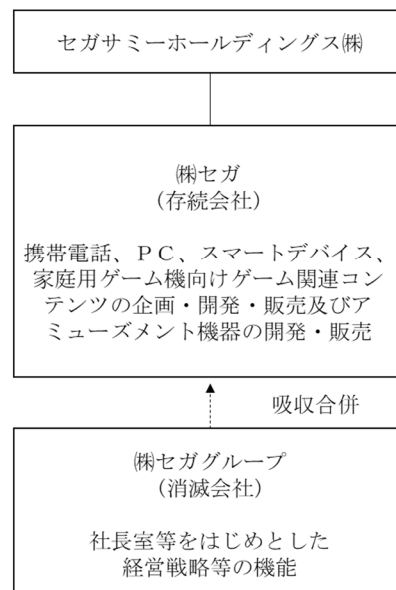 セガサミーホールディングス㈱
㈱セガ
（存続会社）
携帯電話、ＰＣ、スマートデバイス、
家庭用ゲーム機向けゲーム関連コン
テンツの企画・開発・販売及びア
ミューズメント機器の開発・販売
吸収合併
㈱セガグループ
（消滅会社）
社長室等をはじめとした
経営戦略等の機能